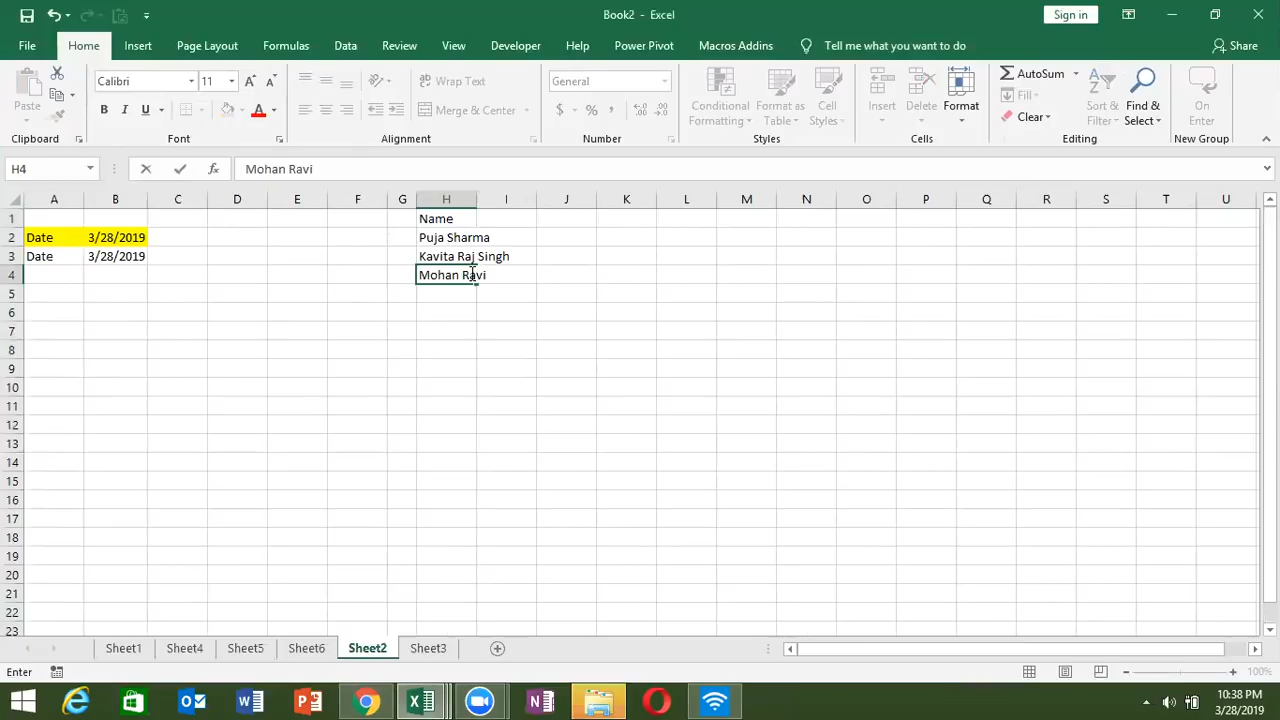 Book2 - Excel
Sign in
File Home Insert Page Layout Formulas Data Review View Developer Help Power Pivot Macros Addins Tell me what you want to do Share
Paste
Calibri 11
B I U A
Wrap Text
Merge & Center
General
$ % ,
Conditional Formatting
Format as Table
Cell Styles
Insert Delete Format
AutoSum
Fill
Clear
Sort & Filter
Find & Select
On Enter
Clipboard Font Alignment Number Styles Cells Editing New Group
H4 fx Mohan Ravi
A B C D E F G H I J K L M N O P Q R S T U
1 Name
2 Date 3/28/2019 Puja Sharma
3 Date 3/28/2019 Kavita Raj Singh
4 Mohan Ravi
5
6
7
8
9
10
11
12
13
14
15
16
17
18
19
20
21
22
23
Sheet1 Sheet4 Sheet5 Sheet6 Sheet2 Sheet3
Enter 100%
10:38 PM
3/28/2019